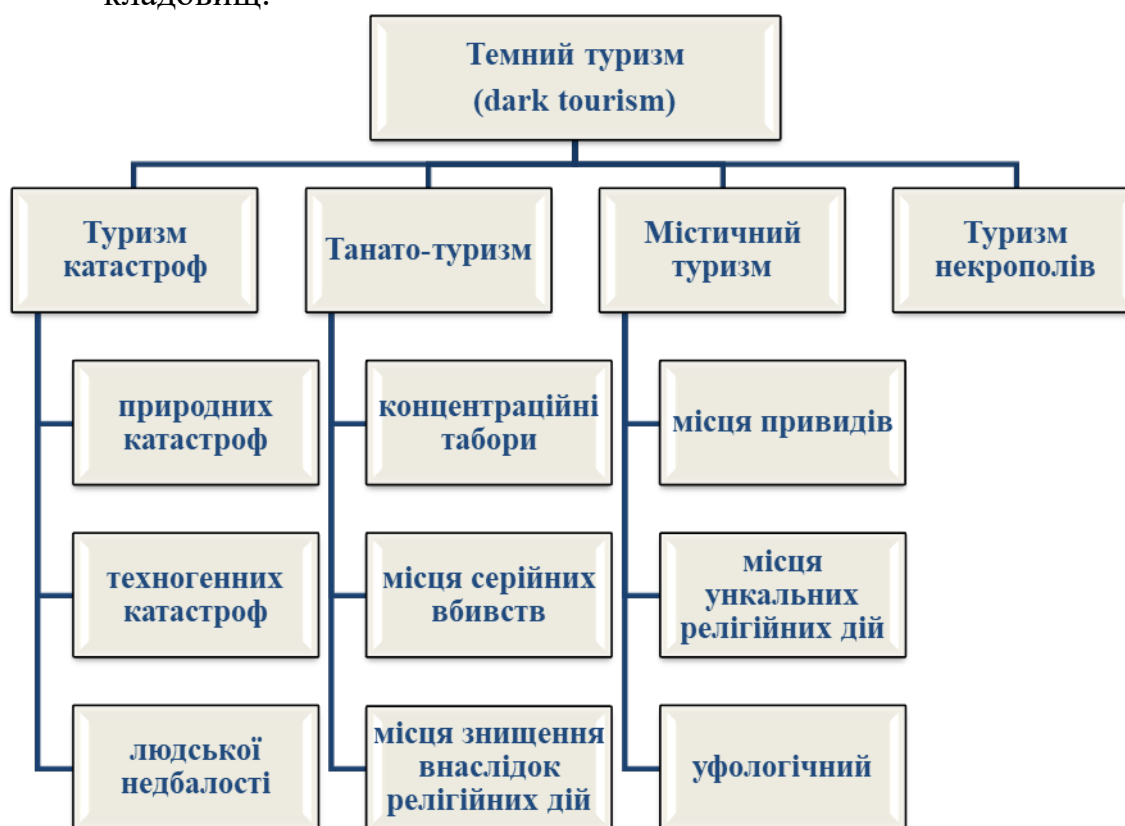 кладовищ.
Темний туризм
(dark tourism)
Туризм
катастроф
Танато-туризм
Містичний
туризм
Туризм
некрополів
природних
катастроф
концентраційні
табори
місця привидів
техногенних
катастроф
місця серійних
вбивств
місця
ункальних
релігійних дій
людської
недбалості
місця знищення
внаслідок
релігійних дій
уфологічний